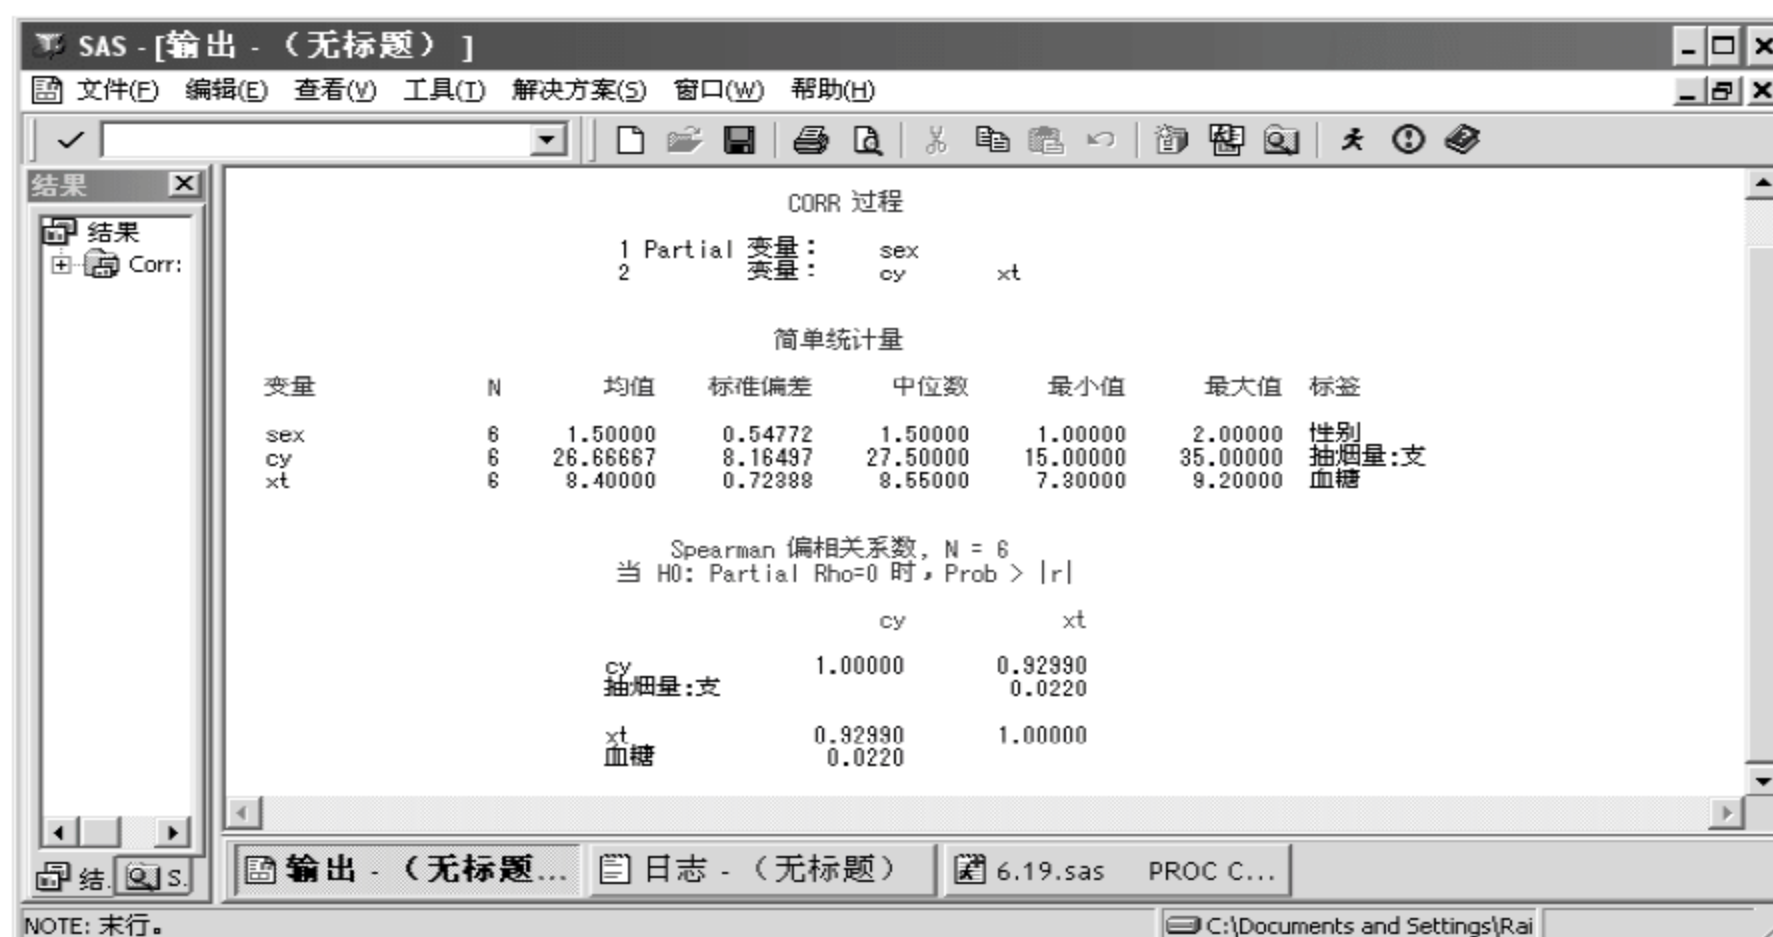 SAS - [输出 - （无标题） ]
文件(F) 编辑(E) 查看(V) 工具(T) 解决方案(S) 窗口(W) 帮助(H)
结果
结果
Corr:
CORR 过程
1 Partial 变量： sex
2 变量： cy xt
简单统计量
变量 N 均值 标准偏差 中位数 最小值 最大值 标签
sex 6 1.50000 0.54772 1.50000 1.00000 2.00000 性别
cy 6 26.66667 8.16497 27.50000 15.00000 35.00000 抽烟量:支
xt 6 8.40000 0.72388 8.55000 7.30000 9.20000 血糖
Spearman 偏相关系数, N = 6
当 H0: Partial Rho=0 时，Prob > |r|
cy xt
cy 1.00000 0.92990
抽烟量:支 0.0220
xt 0.92990 1.00000
血糖 0.0220
结. S.
输出 - （无标题... 日志 - （无标题） 6.19.sas PROC C...
NOTE: 末行。 C:\Documents and Settings\Rai